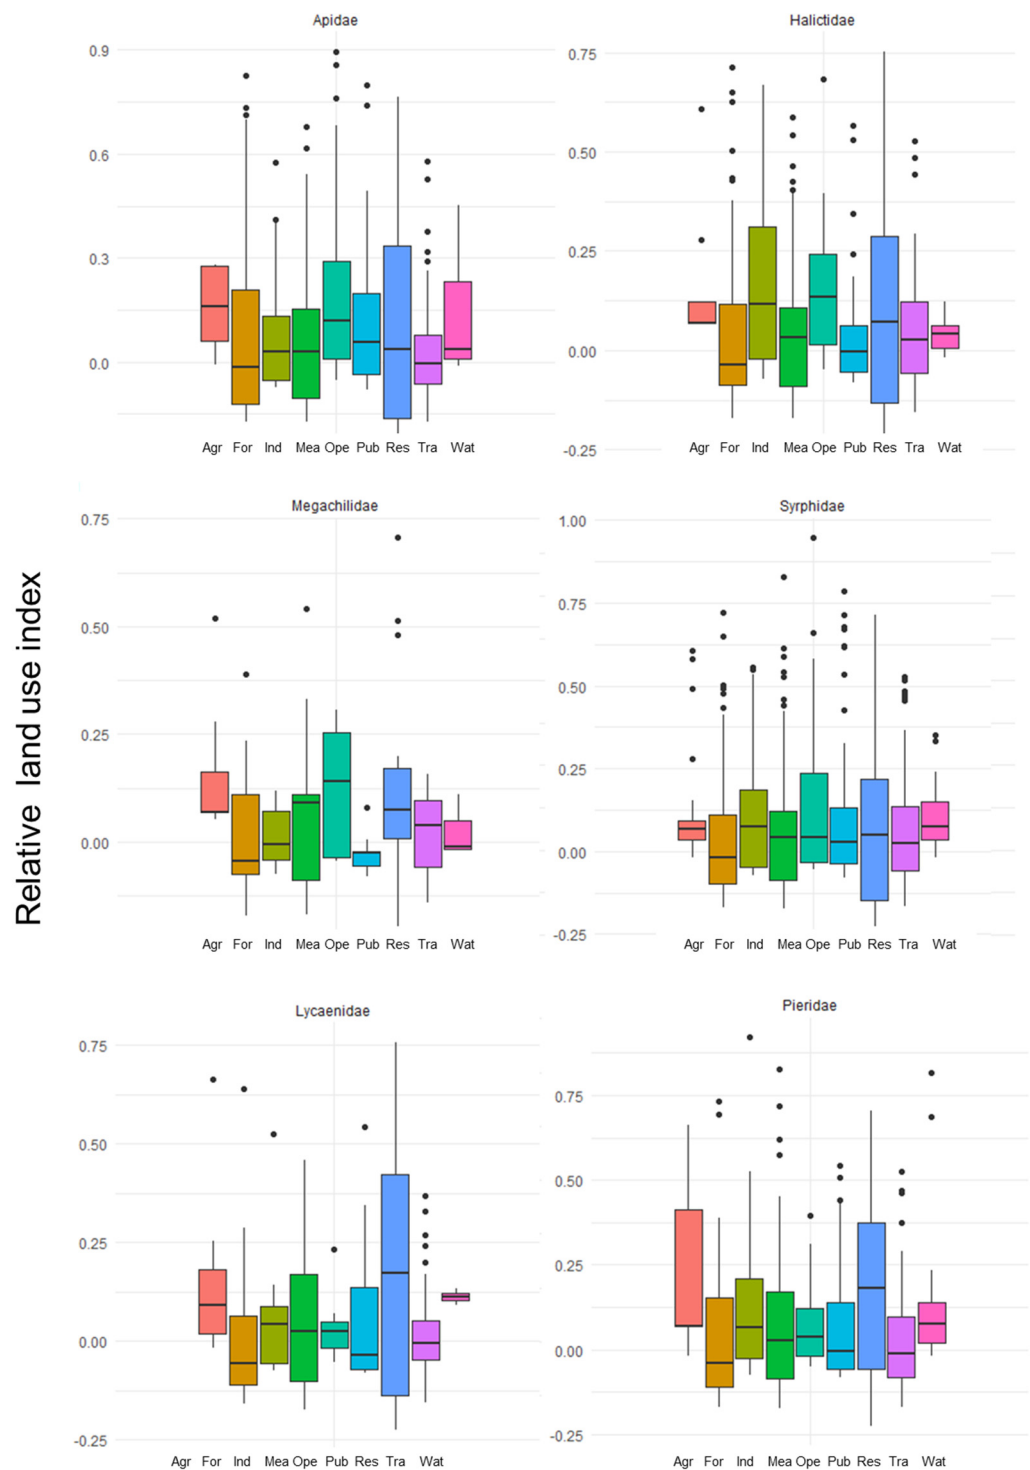 Apidae
0.9
0.6
0.3
0.0
Agr For Ind Mea Ope Pub Res Tra Wat
Halictidae
0.75
0.50
0.25
0.00
-0.25
Agr For Ind Mea Ope Pub Res Tra Wat
Relative land use index
Megachilidae
0.75
0.50
0.25
0.00
Agr For Ind Mea Ope Pub Res Tra Wat
Syrphidae
1.00
0.75
0.50
0.25
0.00
-0.25
Agr For Ind Mea Ope Pub Res Tra Wat
Lycaenidae
0.75
0.50
0.25
0.00
-0.25
Agr For Ind Mea Ope Pub Res Tra Wat
Pieridae
0.75
0.50
0.25
0.00
-0.25
Agr For Ind Mea Ope Pub Res Tra Wat